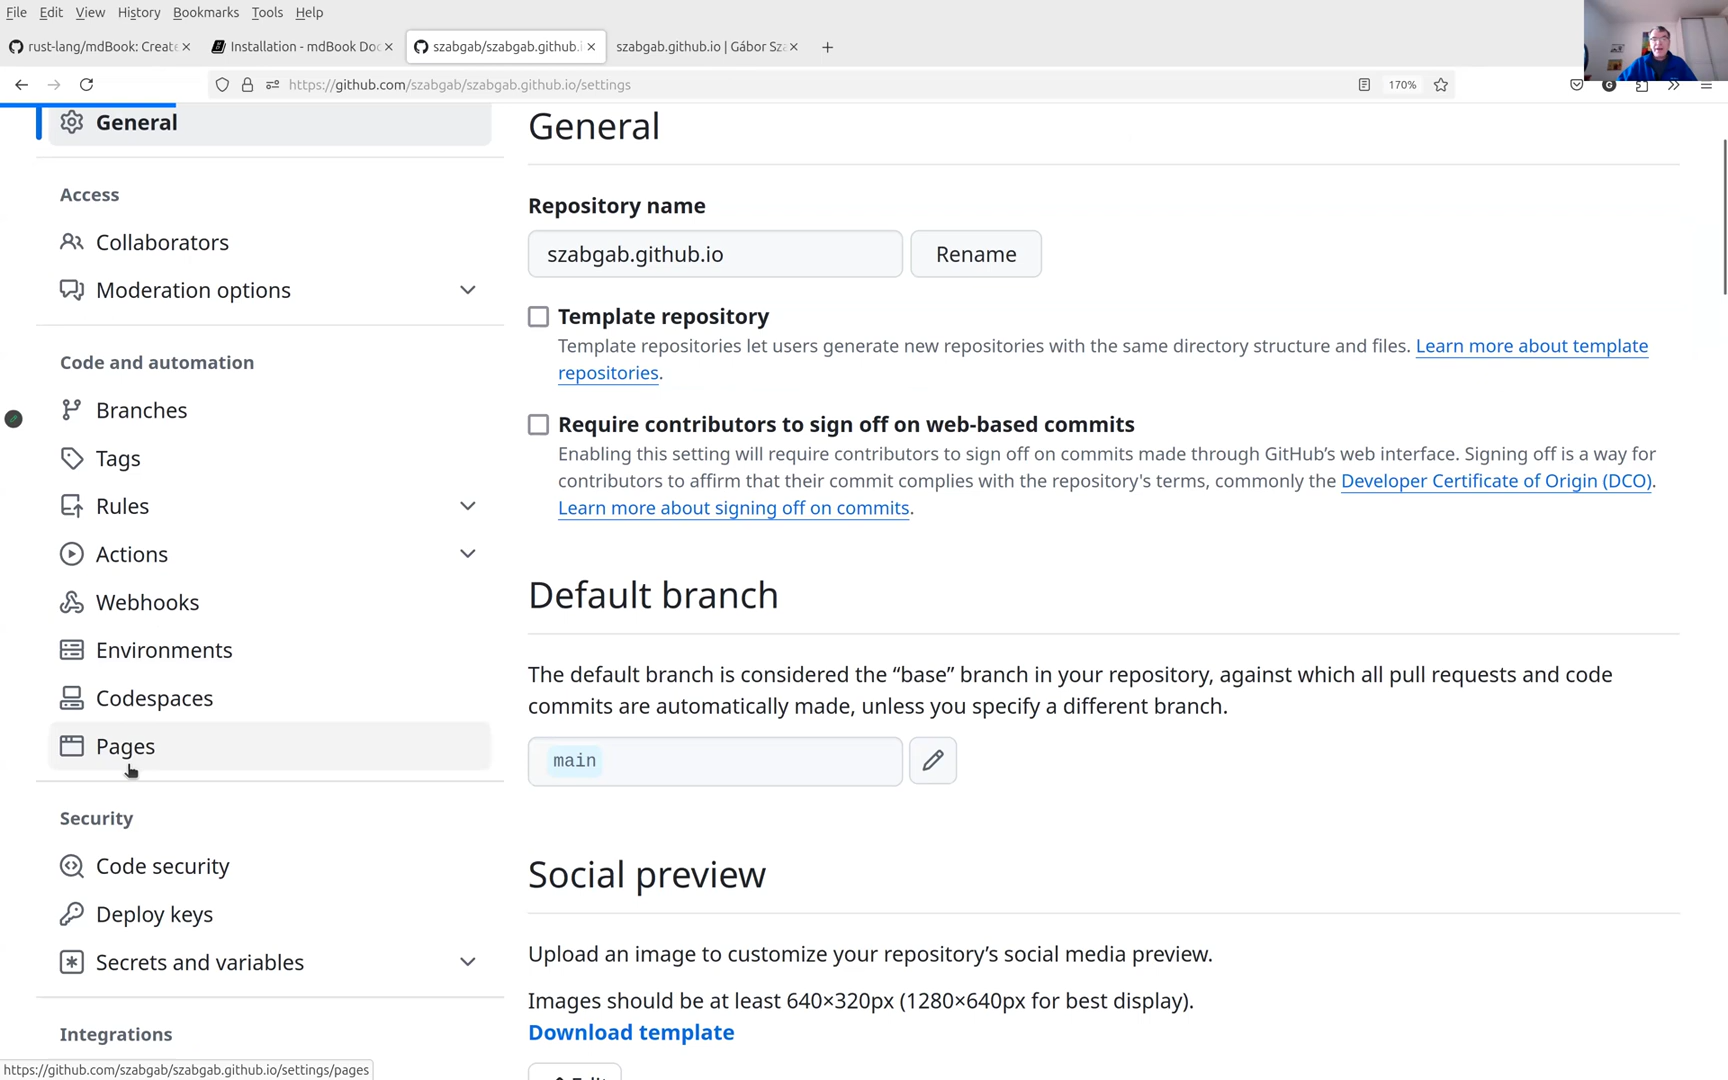 File Edit View History Bookmarks Tools Help
rust-lang/mdBook: Create
Installation - mdBook Doc
szabgab/szabgab.github.i
szabgab.github.io | Gábor Sza
https://github.com/szabgab/szabgab.github.io/settings
170%
General
Access
Collaborators
Moderation options
Code and automation
Branches
Tags
Rules
Actions
Webhooks
Environments
Codespaces
Pages
Security
Code security
Deploy keys
Secrets and variables
Integrations
General
Repository name
szabgab.github.io
Rename
Template repository
Template repositories let users generate new repositories with the same directory structure and files. Learn more about template
repositories.
Require contributors to sign off on web-based commits
Enabling this setting will require contributors to sign off on commits made through GitHub’s web interface. Signing off is a way for
contributors to affirm that their commit complies with the repository's terms, commonly the Developer Certificate of Origin (DCO).
Learn more about signing off on commits.
Default branch
The default branch is considered the “base” branch in your repository, against which all pull requests and code
commits are automatically made, unless you specify a different branch.
main
Social preview
Upload an image to customize your repository’s social media preview.
Images should be at least 640×320px (1280×640px for best display).
Download template
Edit
https://github.com/szabgab/szabgab.github.io/settings/pages